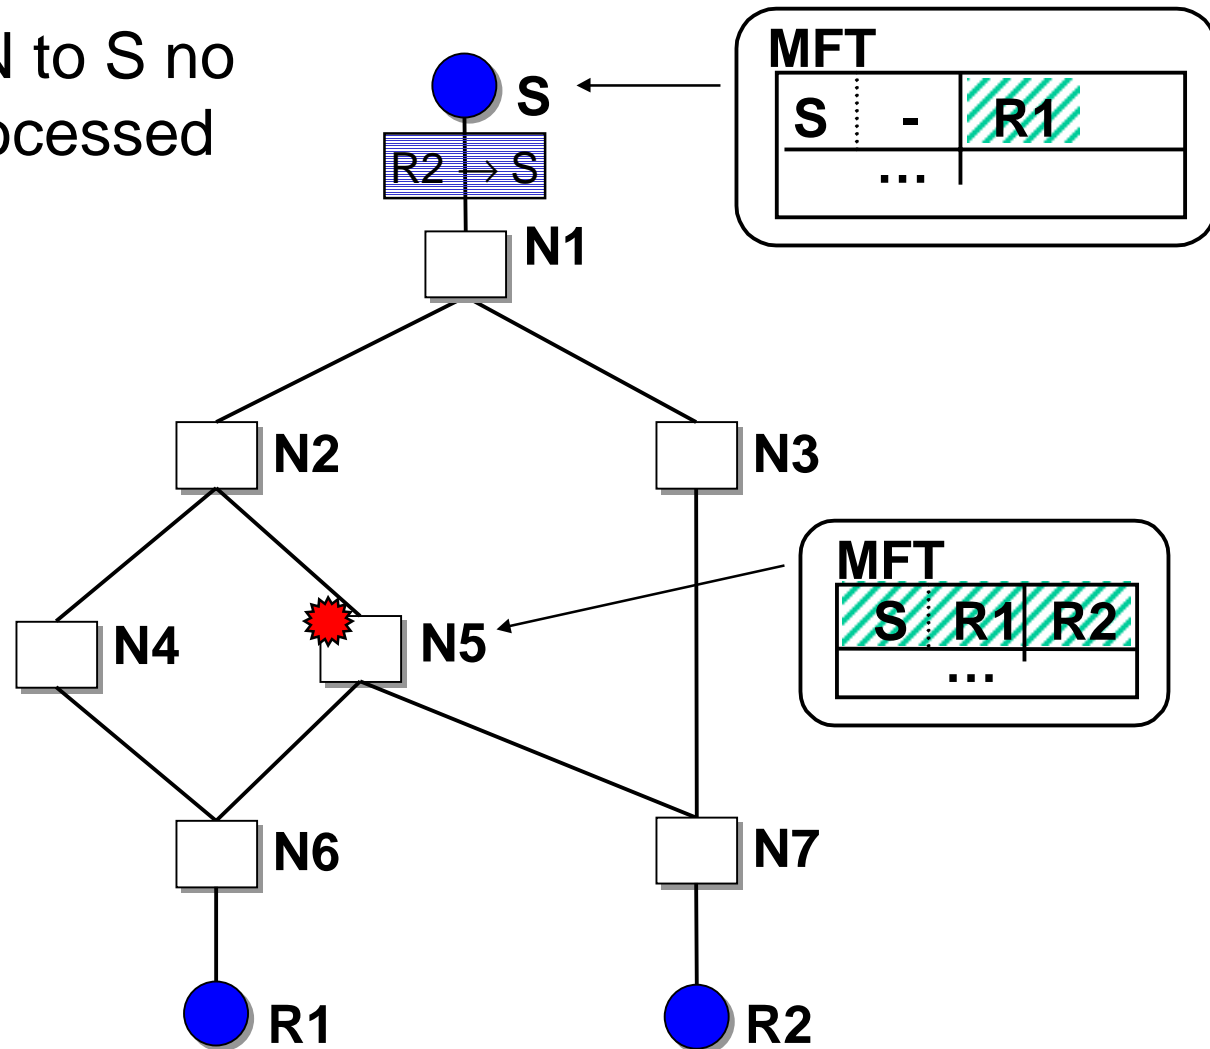 N to S no
ocessed
S
R2 → S
N1
MFT
S - R1
...
N2
N3
N4
N5
MFT
S R1 R2
...
N6
N7
R1
R2